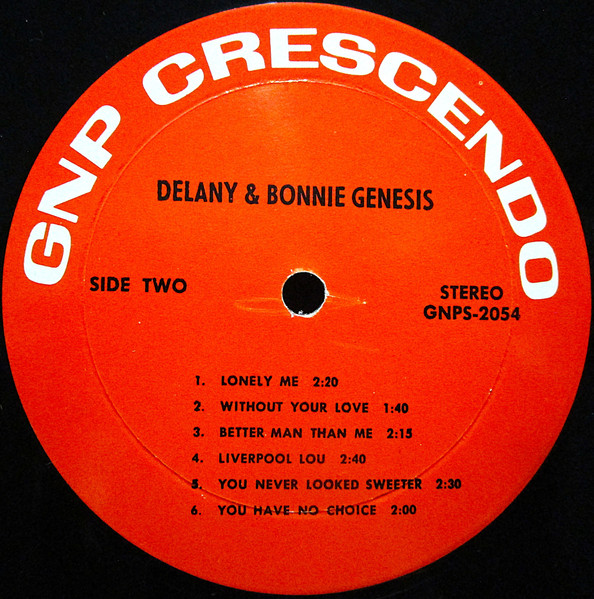 GNP CRESCENDO
DELANY & BONNIE GENESIS
SIDE TWO
STEREO
GNPS-2054
1. LONELY ME 2:20
2. WITHOUT YOUR LOVE 1:40
3. BETTER MAN THAN ME 2:15
4. LIVERPOOL LOU 2:40
5. YOU NEVER LOOKED SWEETER 2:30
6. YOU HAVE NO CHOICE 2:00